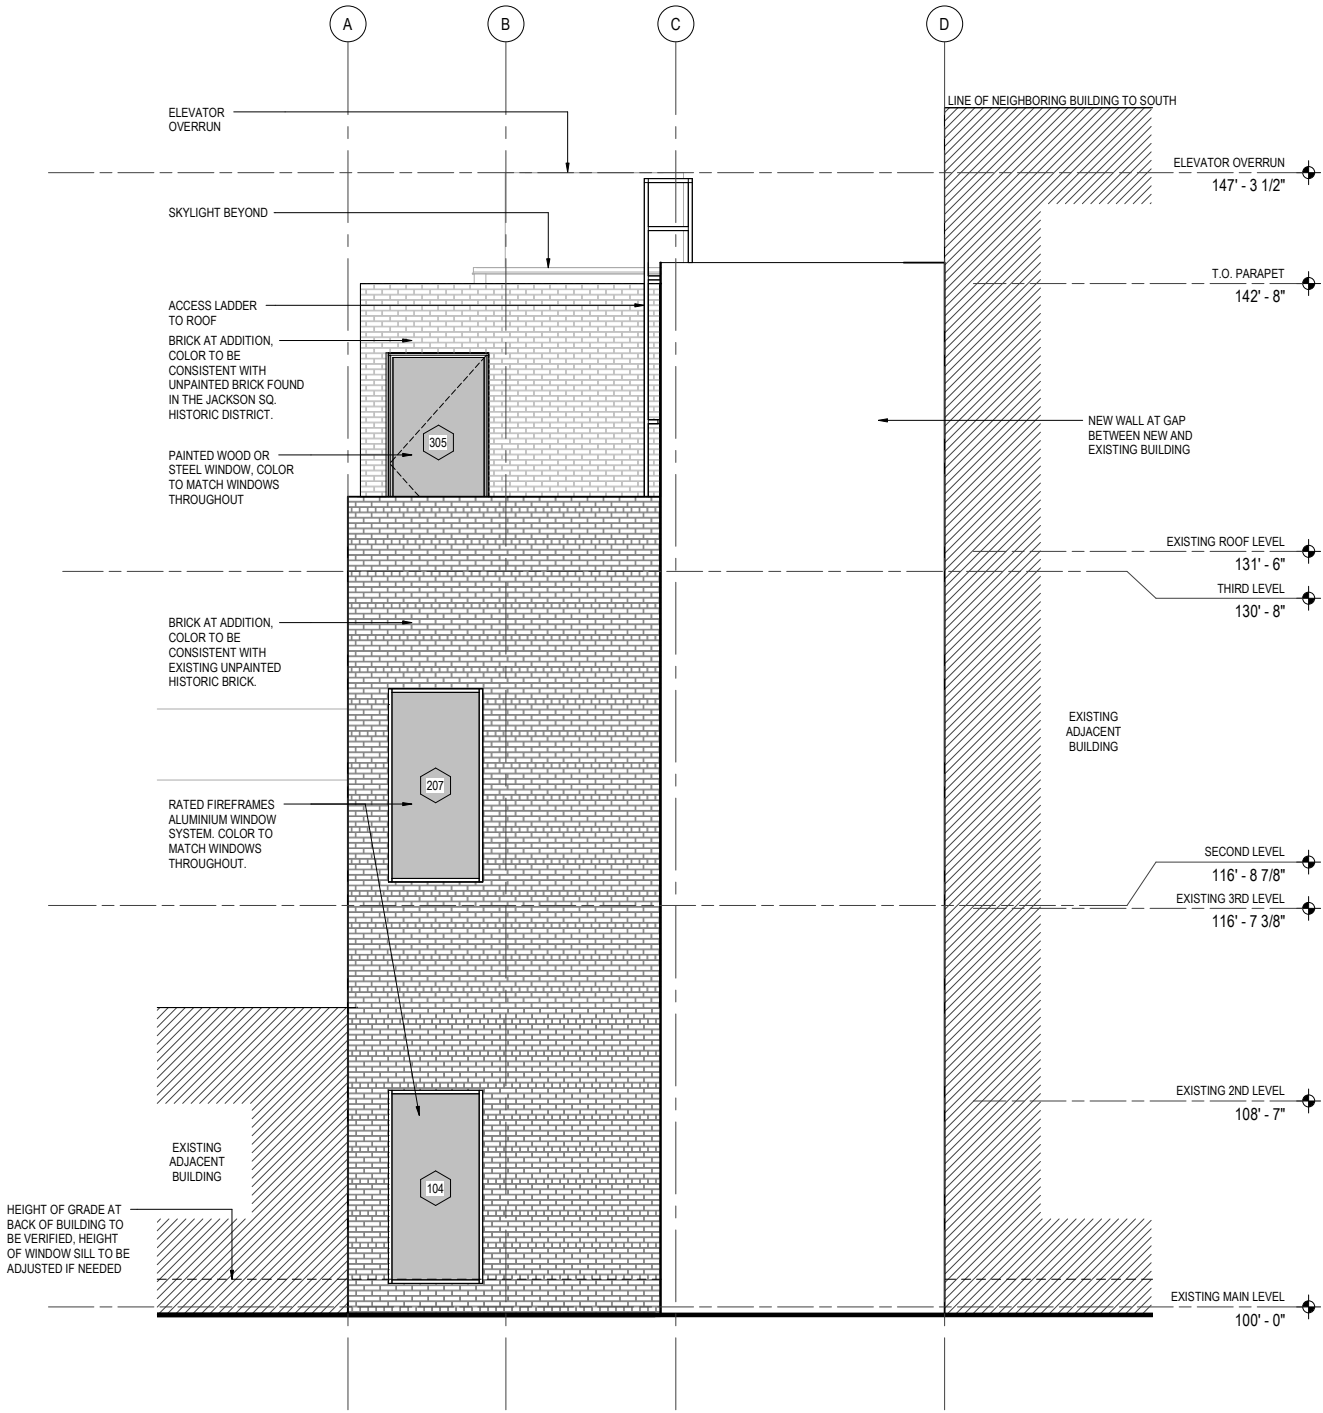 A
B
C
D
LINE OF NEIGHBORING BUILDING TO SOUTH
ELEVATOR
OVERRUN
ELEVATOR OVERRUN
147' - 3 1/2"
SKYLIGHT BEYOND
T.O. PARAPET
142' - 8"
ACCESS LADDER
TO ROOF
BRICK AT ADDITION,
COLOR TO BE
CONSISTENT WITH
UNPAINTED BRICK FOUND
IN THE JACKSON SQ.
HISTORIC DISTRICT.
305
NEW WALL AT GAP
BETWEEN NEW AND
EXISTING BUILDING
PAINTED WOOD OR
STEEL WINDOW, COLOR
TO MATCH WINDOWS
THROUGHOUT
EXISTING ROOF LEVEL
131' - 6"
THIRD LEVEL
130' - 8"
BRICK AT ADDITION,
COLOR TO BE
CONSISTENT WITH
EXISTING UNPAINTED
HISTORIC BRICK.
EXISTING
ADJACENT
BUILDING
207
RATED FIREFRAMES
ALUMINIUM WINDOW
SYSTEM. COLOR TO
MATCH WINDOWS
THROUGHOUT.
SECOND LEVEL
116' - 8 7/8"
EXISTING 3RD LEVEL
116' - 7 3/8"
EXISTING 2ND LEVEL
108' - 7"
EXISTING
ADJACENT
BUILDING
104
HEIGHT OF GRADE AT
BACK OF BUILDING TO
BE VERIFIED, HEIGHT
OF WINDOW SILL TO BE
ADJUSTED IF NEEDED
EXISTING MAIN LEVEL
100' - 0"